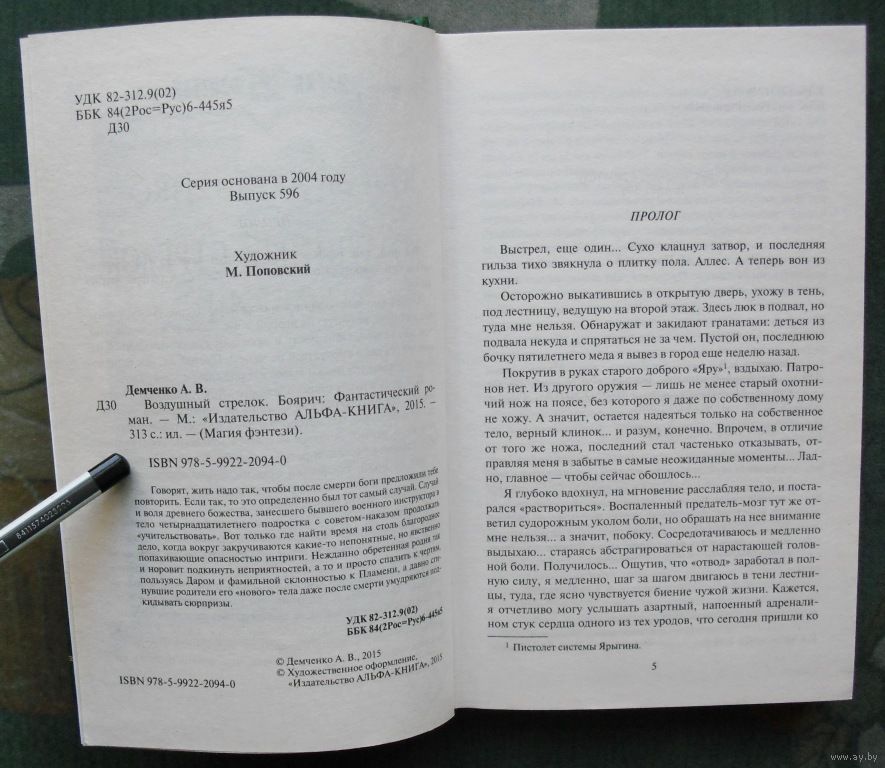 УДК 82-312.9(02)
ББК 84(2Рос=Рус)6-445я5
Д30
Серия основана в 2004 году
Выпуск 596
Художник
М. Поповский
Демченко А. В.
Д30 Воздушный стрелок. Боярич: Фантастический ро-
ман. — М.: «Издательство АЛЬФА-КНИГА», 2015. —
313 с.: ил. — (Магия фэнтези).
ISBN 978-5-9922-2094-0
Говорят, жить надо так, чтобы после смерти боги предложили тебе
повторить. Если так, то это определенно был тот самый случай. Случай
и воля древнего божества, занесшего бывшего военного инструктора в
тело четырнадцатилетнего подростка с советом-наказом продолжать
«учительствовать». Вот только где найти время на столь благородное
дело, когда вокруг закручиваются какие-то непонятные, но явственно
попахивающие опасностью интриги. Нежданно обретенная родня так
и норовит подкинуть неприятностей, а то и просто спалить к чертям,
пользуясь Даром и фамильной склонностью к Пламени, а давно сги-
нувшие родители его «нового» тела даже после смерти умудряются под-
кидывать сюрпризы.
УДК 82-312.9(02)
ББК 84(2Рос=Рус)6-445я5
© Демченко А. В., 2015
© Художественное оформление,
«Издательство АЛЬФА-КНИГА», 2015
ISBN 978-5-9922-2094-0
8411574023226
ПРОЛОГ
Выстрел, еще один... Сухо клацнул затвор, и последняя
гильза тихо звякнула о плитку пола. Аллес. А теперь вон из
кухни.
Осторожно выкатившись в открытую дверь, ухожу в тень,
под лестницу, ведущую на второй этаж. Здесь люк в подвал, но
туда мне нельзя. Обнаружат и закидают гранатами: деться из
подвала некуда и спрятаться не за чем. Пустой он, последнюю
бочку пятилетнего меда я вывез в город еще неделю назад.
Покрутив в руках старого доброго «Яру»¹, вздыхаю. Патро-
нов нет. Из другого оружия — лишь не менее старый охотни-
чий нож на поясе, без которого я даже по собственному дому
не хожу. А значит, остается надеяться только на собственное
тело, верный клинок... и разум, конечно. Впрочем, в отличие
от того же ножа, последний стал частенько отказывать, от-
правляя меня в забытье в самые неожиданные моменты... Лад-
но, главное — чтобы сейчас обошлось...
Я глубоко вдохнул, на мгновение расслабляя тело, и поста-
рался «раствориться». Воспаленный предатель-мозг тут же от-
ветил судорожным уколом боли, но обращать на нее внимание
мне нельзя... а значит, побоку. Сосредотачиваюсь и медленно
выдыхаю... стараясь абстрагироваться от нарастающей голов-
ной боли. Получилось... Ощутив, что «отвод» заработал в пол-
ную силу, я медленно, шаг за шагом двигаюсь в тени лестни-
цы, туда, где ясно чувствуется биение чужой жизни. Кажется,
я отчетливо могу услышать азартный, напоенный адренали-
ном стук сердца одного из тех уродов, что сегодня пришли ко
¹ Пистолет системы Ярыгина.
5
www.ay.by